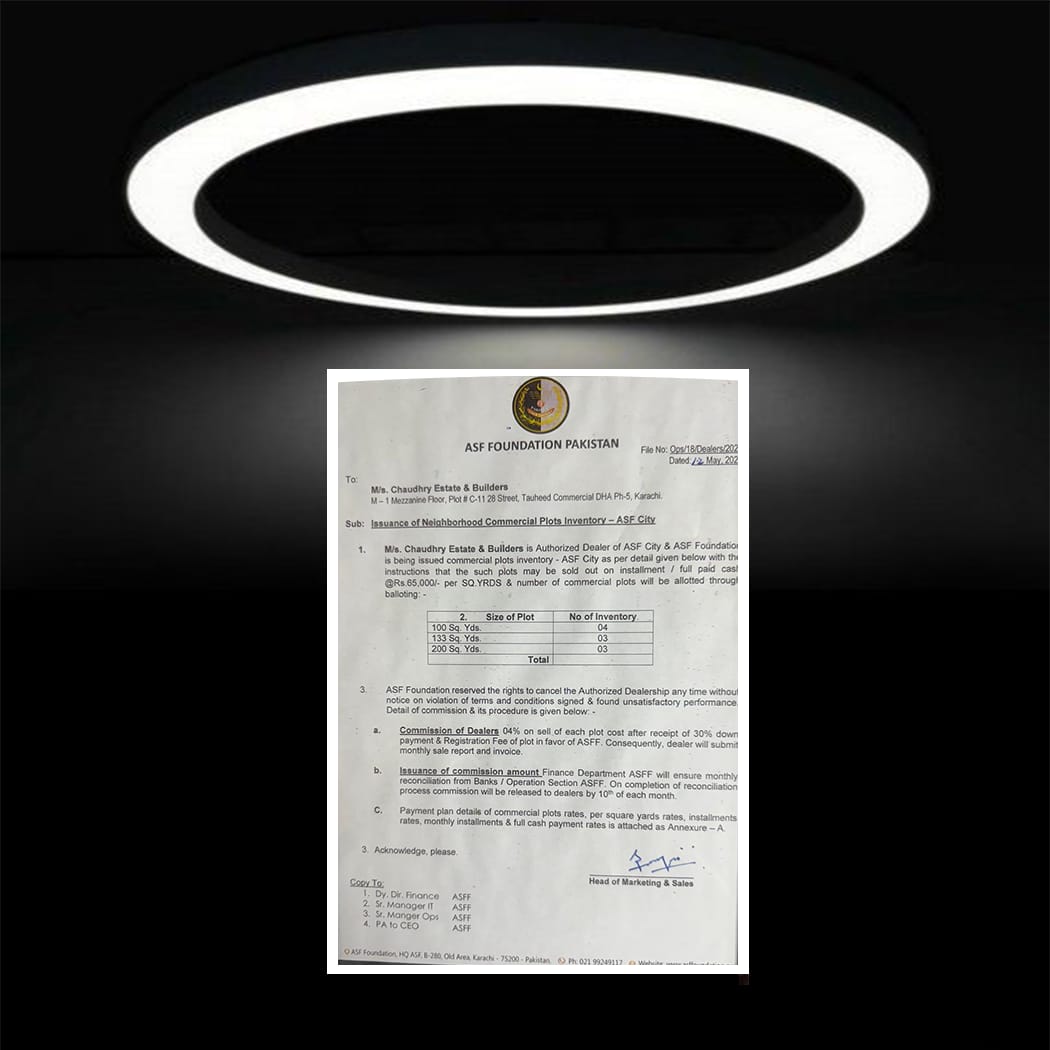 ASF FOUNDATION PAKISTAN
File No: Ops/18/Dealers/202
Dated: 12 May, 202
To:
M/s. Chaudhry Estate & Builders
M – 1 Mezzanine Floor, Plot # C-11 28 Street, Tauheed Commercial DHA Ph-5, Karachi.
Sub: Issuance of Neighborhood Commercial Plots Inventory – ASF City
1. M/s. Chaudhry Estate & Builders is Authorized Dealer of ASF City & ASF Foundatio
is being issued commercial plots inventory - ASF City as per detail given below with the
instructions that the such plots may be sold out on installment / full paid cas
@Rs.65,000/- per SQ.YRDS & number of commercial plots will be allotted through
balloting: -
2. Size of Plot No of Inventory
100 Sq. Yds. 04
133 Sq. Yds. 03
200 Sq. Yds. 03
Total
3. ASF Foundation reserved the rights to cancel the Authorized Dealership any time withou
notice on violation of terms and conditions signed & found unsatisfactory performance.
Detail of commission & its procedure is given below: -
a. Commission of Dealers 04% on sell of each plot cost after receipt of 30% down
payment & Registration Fee of plot in favor of ASFF. Consequently, dealer will submit
monthly sale report and invoice.
b. Issuance of commission amount Finance Department ASFF will ensure monthly
reconciliation from Banks / Operation Section ASFF. On completion of reconciliation
process commission will be released to dealers by 10th of each month.
C. Payment plan details of commercial plots rates, per square yards rates, installments
rates, monthly installments & full cash payment rates is attached as Annexure – A.
3. Acknowledge, please.
Head of Marketing & Sales
Copy To:
1. Dy. Dir. Finance ASFF
2. Sr. Manager IT ASFF
3. Sr. Manger Ops ASFF
4. PA to CEO ASFF
ASF Foundation, HQ ASF, B-280, Old Area, Karachi - 75200 - Pakistan. Ph: 021 99249117 Website: